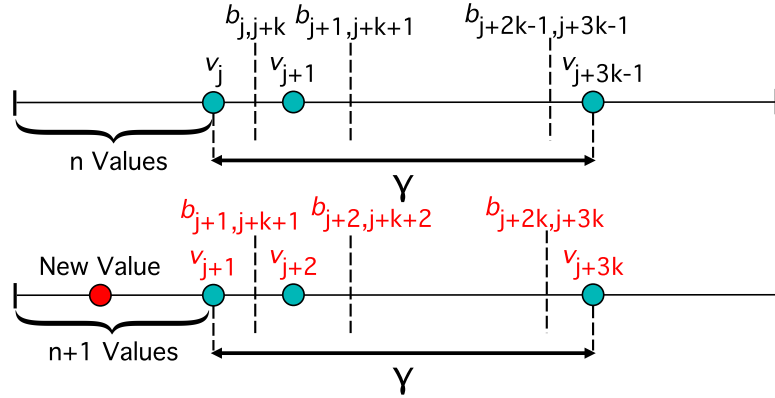 b_{j,j+k} b_{j+1,j+k+1} b_{j+2k-1,j+3k-1}
v_j v_{j+1} v_{j+3k-1}
n Values
γ
b_{j+1,j+k+1} b_{j+2,j+k+2} b_{j+2k,j+3k}
New Value v_{j+1} v_{j+2} v_{j+3k}
n+1 Values
γ